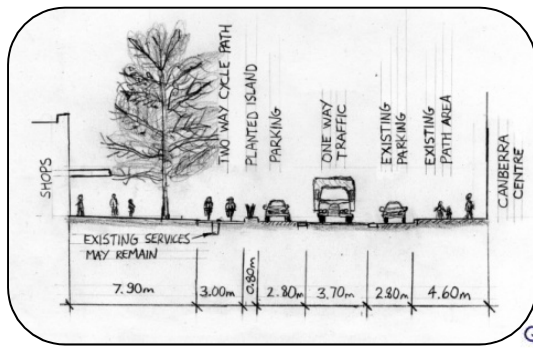 SHOPS
TWO WAY CYCLE PATH
PLANTED ISLAND
PARKING
ONE WAY
TRAFFIC
EXISTING
PARKING
EXISTING
PATH AREA
CANBERRA
CENTRE
EXISTING SERVICES
MAY REMAIN
7.90m
3.00m
0.80m
2.80m
3.70m
2.80m
4.60m